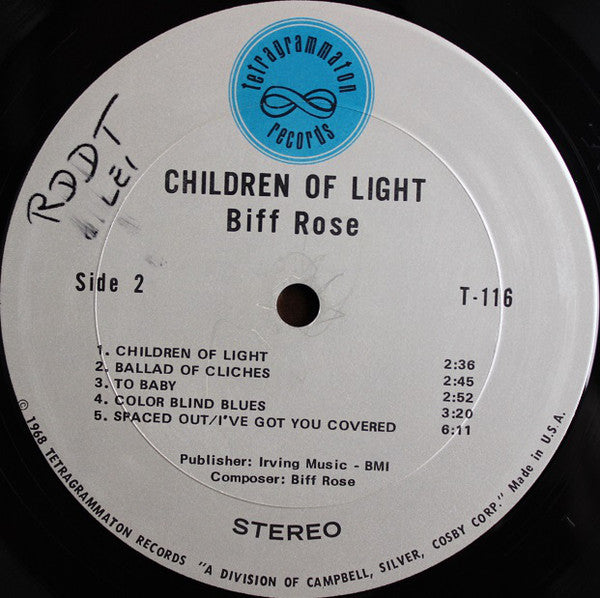 tetragrammaton
records
RDDT
LEI
CHILDREN OF LIGHT
Biff Rose
Side 2
T-116
1. CHILDREN OF LIGHT 2:36
2. BALLAD OF CLICHES 2:45
3. TO BABY 2:52
4. COLOR BLIND BLUES 3:20
5. SPACED OUT/I'VE GOT YOU COVERED 6:11
Publisher: Irving Music - BMI
Composer: Biff Rose
STEREO
© 1968 TETRAGRAMMATON RECORDS "A DIVISION OF CAMPBELL, SILVER, COSBY CORP." Made in U.S.A.